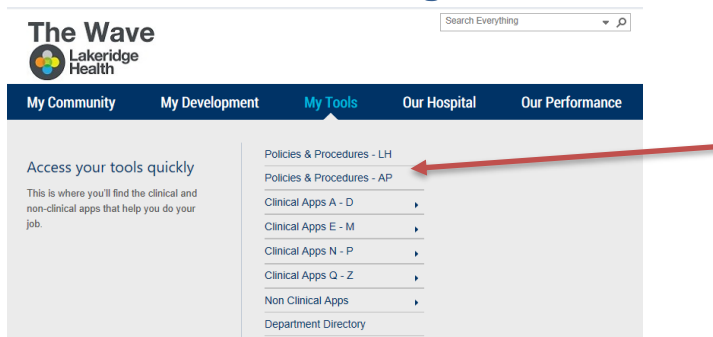 Search Everything
The Wave
Lakeridge
Health
My Community My Development My Tools Our Hospital Our Performance
Access your tools quickly
This is where you'll find the clinical and
non-clinical apps that help you do your
job.
Policies & Procedures - LH
Policies & Procedures - AP
Clinical Apps A - D
Clinical Apps E - M
Clinical Apps N - P
Clinical Apps Q - Z
Non Clinical Apps
Department Directory